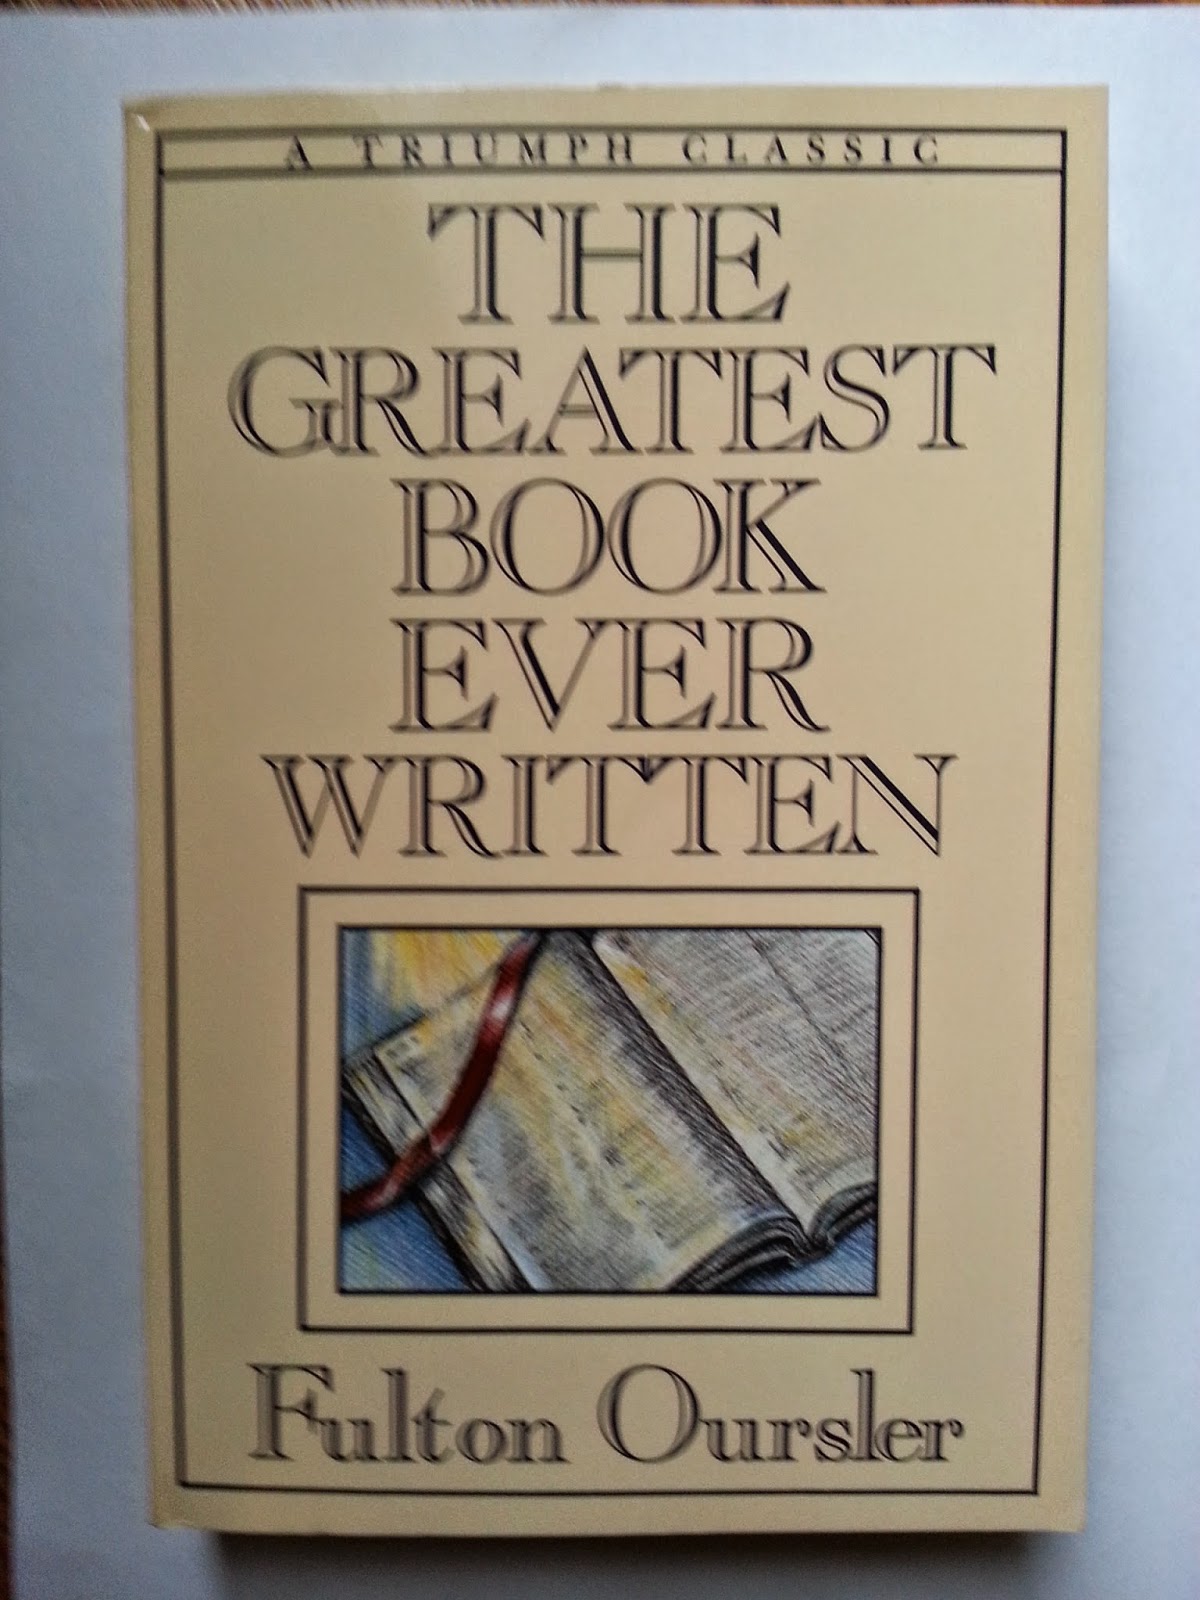 A TRIUMPH CLASSIC
THE
GREATEST
BOOK
EVER
WRITTEN
Fulton Oursler